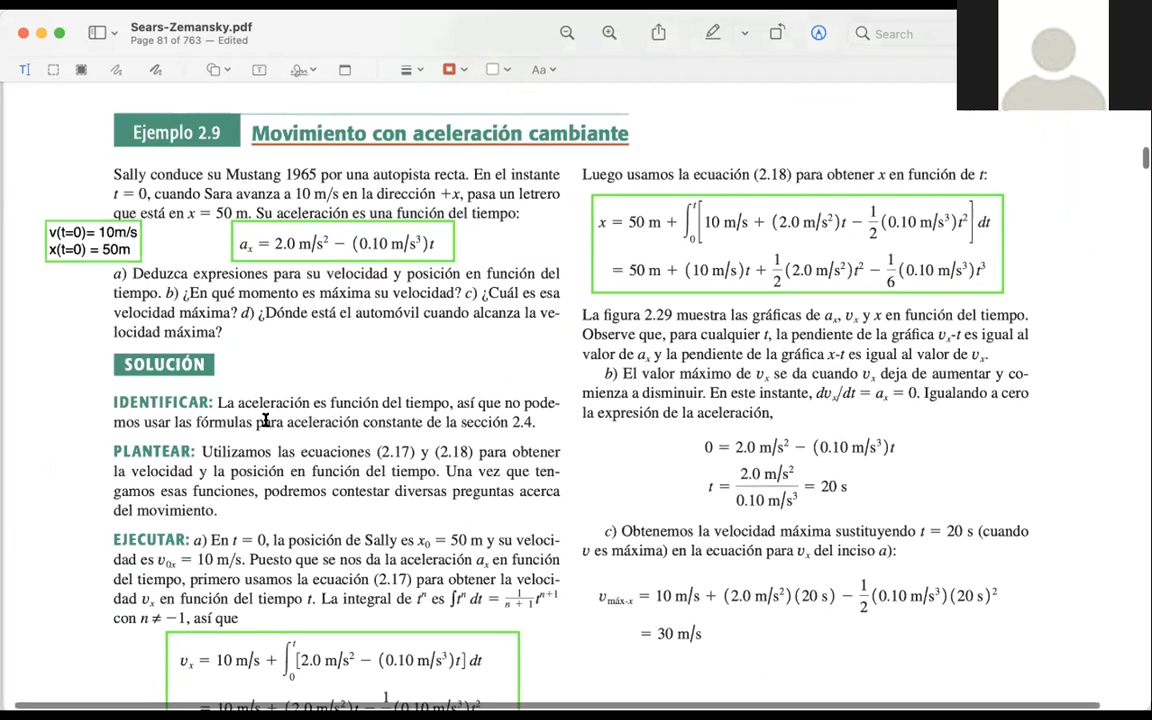 Sears-Zemansky.pdf
Page 81 of 763 — Edited
Search
Aa
Ejemplo 2.9 Movimiento con aceleración cambiante
Sally conduce su Mustang 1965 por una autopista recta. En el instante
t = 0, cuando Sara avanza a 10 m/s en la dirección +x, pasa un letrero
que está en x = 50 m. Su aceleración es una función del tiempo:
v(t=0)= 10m/s
x(t=0) = 50m
aₓ = 2.0 m/s² − (0.10 m/s³)t
a) Deduzca expresiones para su velocidad y posición en función del
tiempo. b) ¿En qué momento es máxima su velocidad? c) ¿Cuál es esa
velocidad máxima? d) ¿Dónde está el automóvil cuando alcanza la ve-
locidad máxima?
SOLUCIÓN
IDENTIFICAR: La aceleración es función del tiempo, así que no pode-
mos usar las fórmulas para aceleración constante de la sección 2.4.
PLANTEAR: Utilizamos las ecuaciones (2.17) y (2.18) para obtener
la velocidad y la posición en función del tiempo. Una vez que ten-
gamos esas funciones, podremos contestar diversas preguntas acerca
del movimiento.
EJECUTAR: a) En t = 0, la posición de Sally es x₀ = 50 m y su veloci-
dad es v₀ₓ = 10 m/s. Puesto que se nos da la aceleración aₓ en función
del tiempo, primero usamos la ecuación (2.17) para obtener la veloci-
dad vₓ en función del tiempo t. La integral de tⁿ es ∫tⁿ dt = 1/(n + 1) tⁿ⁺¹
con n ≠ −1, así que
vₓ = 10 m/s + ∫₀ᵗ [2.0 m/s² − (0.10 m/s³)t] dt
= 10 m/s + (2.0 m/s²)t − 1 (0.10 m/s³)t²
Luego usamos la ecuación (2.18) para obtener x en función de t:
x = 50 m + ∫₀ᵗ [10 m/s + (2.0 m/s²)t − 1/2 (0.10 m/s³)t²] dt
= 50 m + (10 m/s)t + 1/2 (2.0 m/s²)t² − 1/6 (0.10 m/s³)t³
La figura 2.29 muestra las gráficas de aₓ, vₓ y x en función del tiempo.
Observe que, para cualquier t, la pendiente de la gráfica vₓ-t es igual al
valor de aₓ y la pendiente de la gráfica x-t es igual al valor de vₓ.
b) El valor máximo de vₓ se da cuando vₓ deja de aumentar y co-
mienza a disminuir. En este instante, dvₓ/dt = aₓ = 0. Igualando a cero
la expresión de la aceleración,
0 = 2.0 m/s² − (0.10 m/s³)t
t = 2.0 m/s² / 0.10 m/s³ = 20 s
c) Obtenemos la velocidad máxima sustituyendo t = 20 s (cuando
v es máxima) en la ecuación para vₓ del inciso a):
v máx-x = 10 m/s + (2.0 m/s²)(20 s) − 1/2 (0.10 m/s³)(20 s)²
= 30 m/s